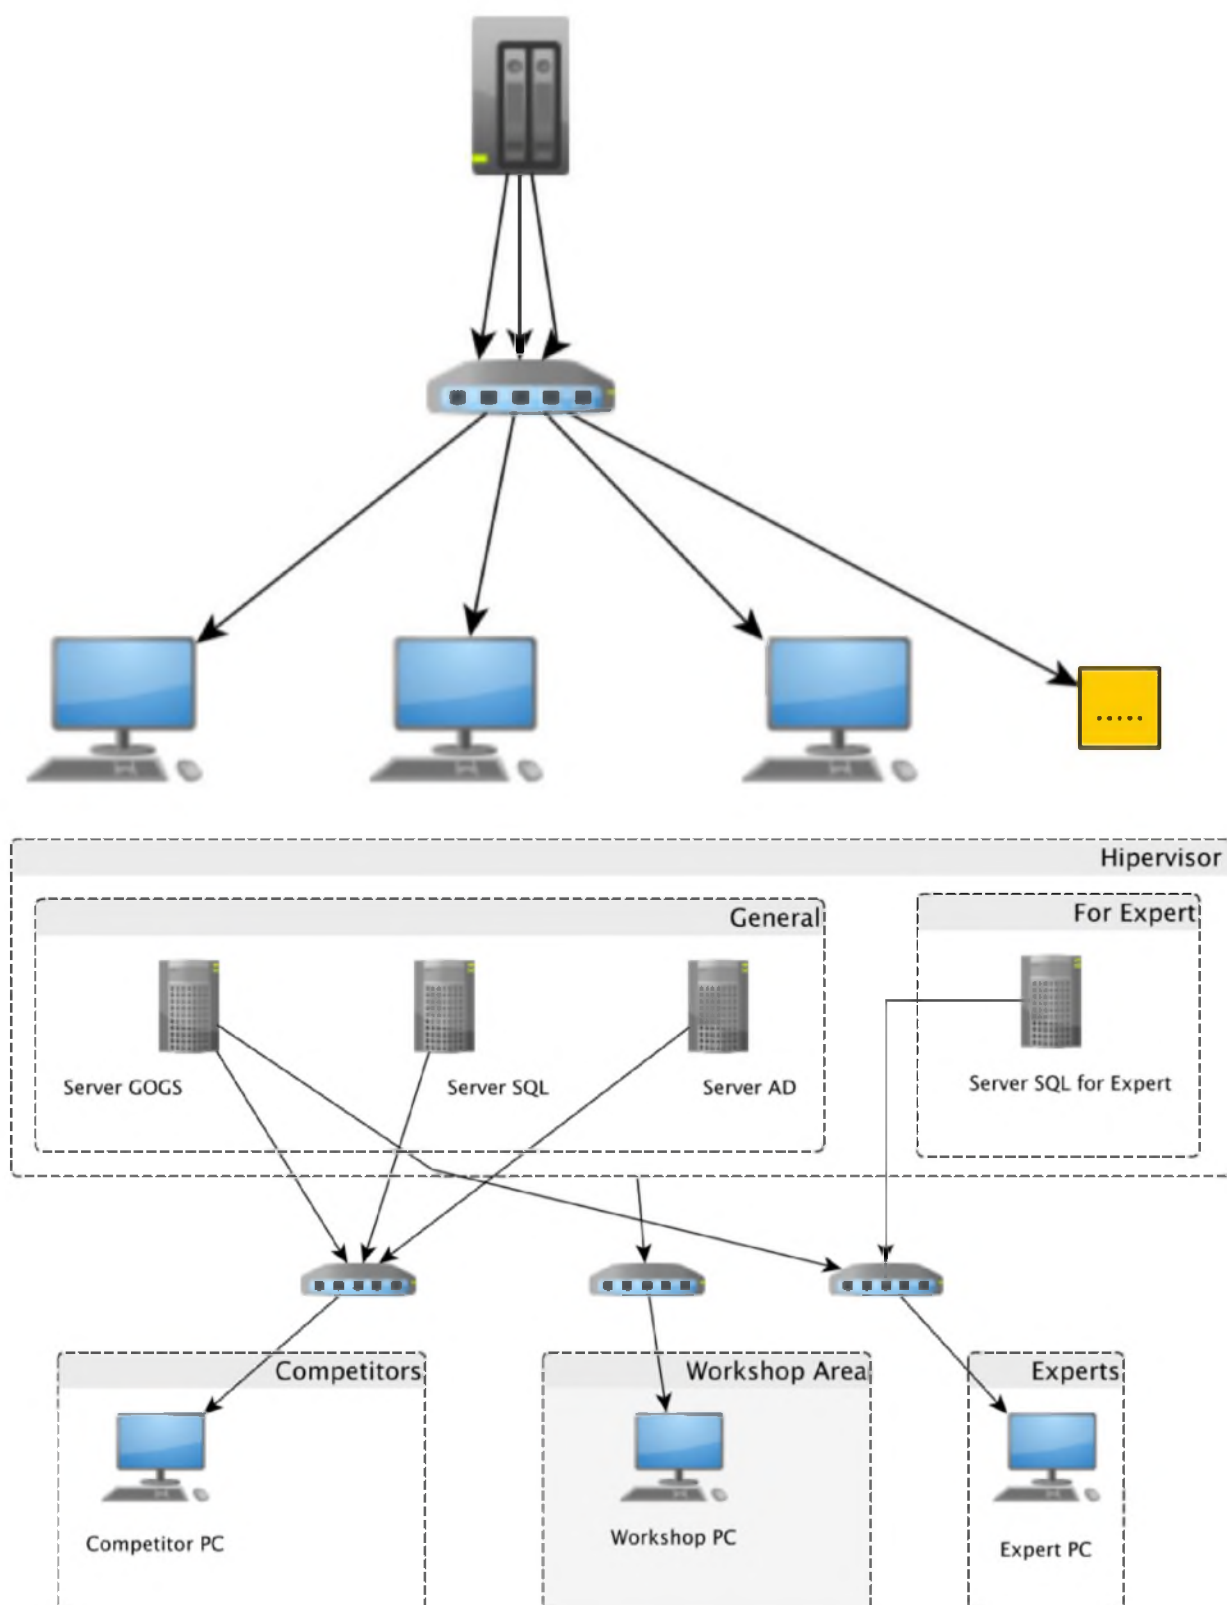 .....
Hipervisor
General
For Expert
Server GOGS
Server SQL
Server AD
Server SQL for Expert
Competitors
Workshop Area
Experts
Competitor PC
Workshop PC
Expert PC